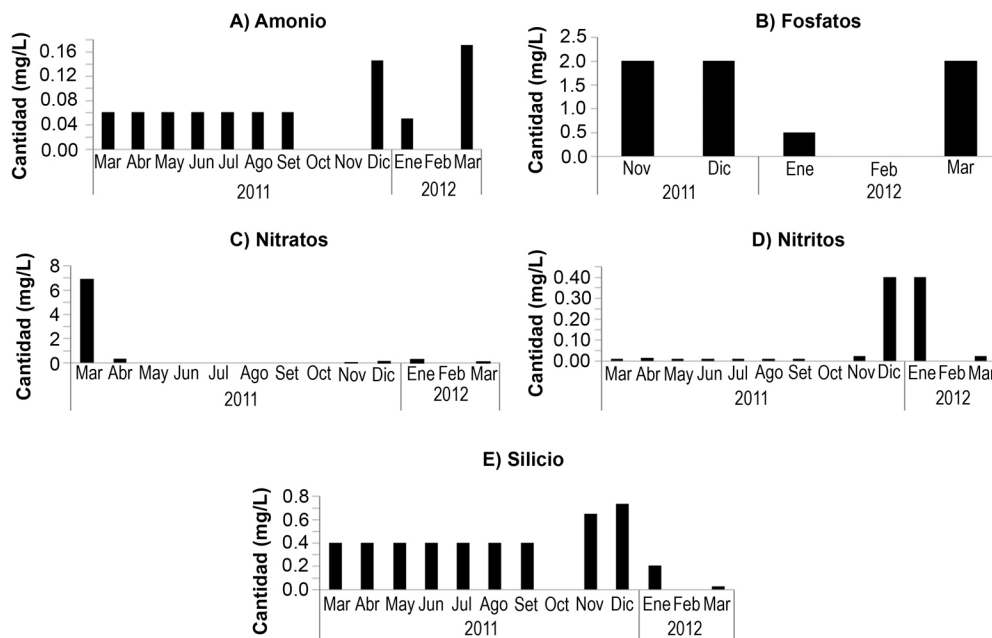 A) Amonio
Cantidad (mg/L)
0.16
0.12
0.08
0.04
0.00
Mar Abr May Jun Jul Ago Set Oct Nov Dic Ene Feb Mar
2011 2012
B) Fosfatos
Cantidad (mg/L)
2.5
2.0
1.5
1.0
0.5
0.0
Nov Dic Ene Feb Mar
2011 2012
C) Nitratos
Cantidad (mg/L)
8
6
4
2
0
Mar Abr May Jun Jul Ago Set Oct Nov Dic Ene Feb Mar
2011 2012
D) Nitritos
Cantidad (mg/L)
0.40
0.30
0.20
0.10
0.00
Mar Abr May Jun Jul Ago Set Oct Nov Dic Ene Feb Mar
2011 2012
E) Silicio
Cantidad (mg/L)
0.8
0.6
0.4
0.2
0.0
Mar Abr May Jun Jul Ago Set Oct Nov Dic Ene Feb Mar
2011 2012